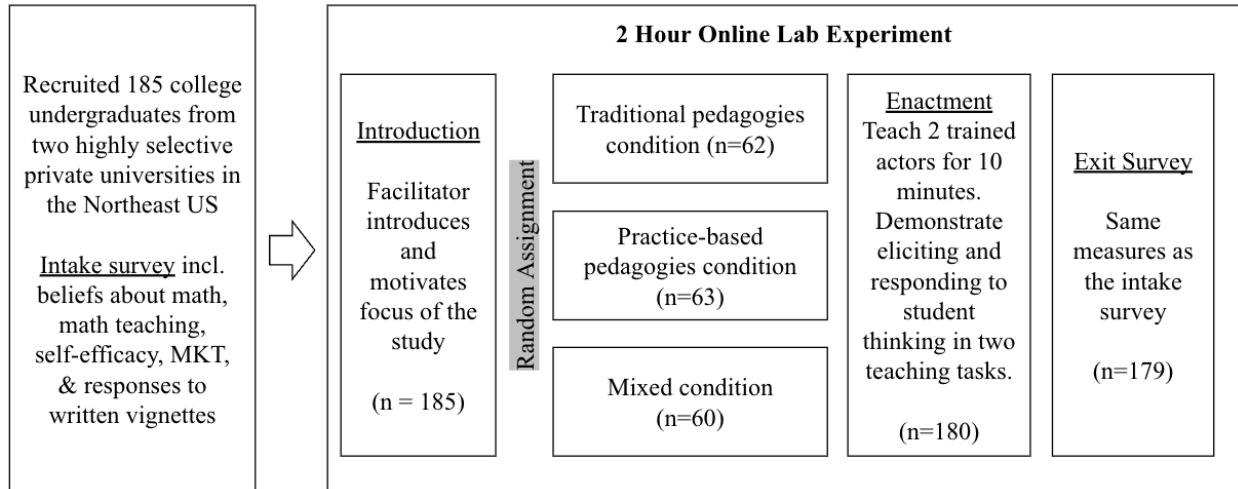 Recruited 185 college
undergraduates from
two highly selective
private universities in
the Northeast US
Intake survey incl.
beliefs about math,
math teaching,
self-efficacy, MKT,
& responses to
written vignettes
2 Hour Online Lab Experiment
Introduction
Facilitator
introduces
and
motivates
focus of the
study
(n = 185)
Random Assignment
Traditional pedagogies
condition (n=62)
Practice-based
pedagogies condition
(n=63)
Mixed condition
(n=60)
Enactment
Teach 2 trained
actors for 10
minutes.
Demonstrate
eliciting and
responding to
student
thinking in two
teaching tasks.
(n=180)
Exit Survey
Same
measures as
the intake
survey
(n=179)